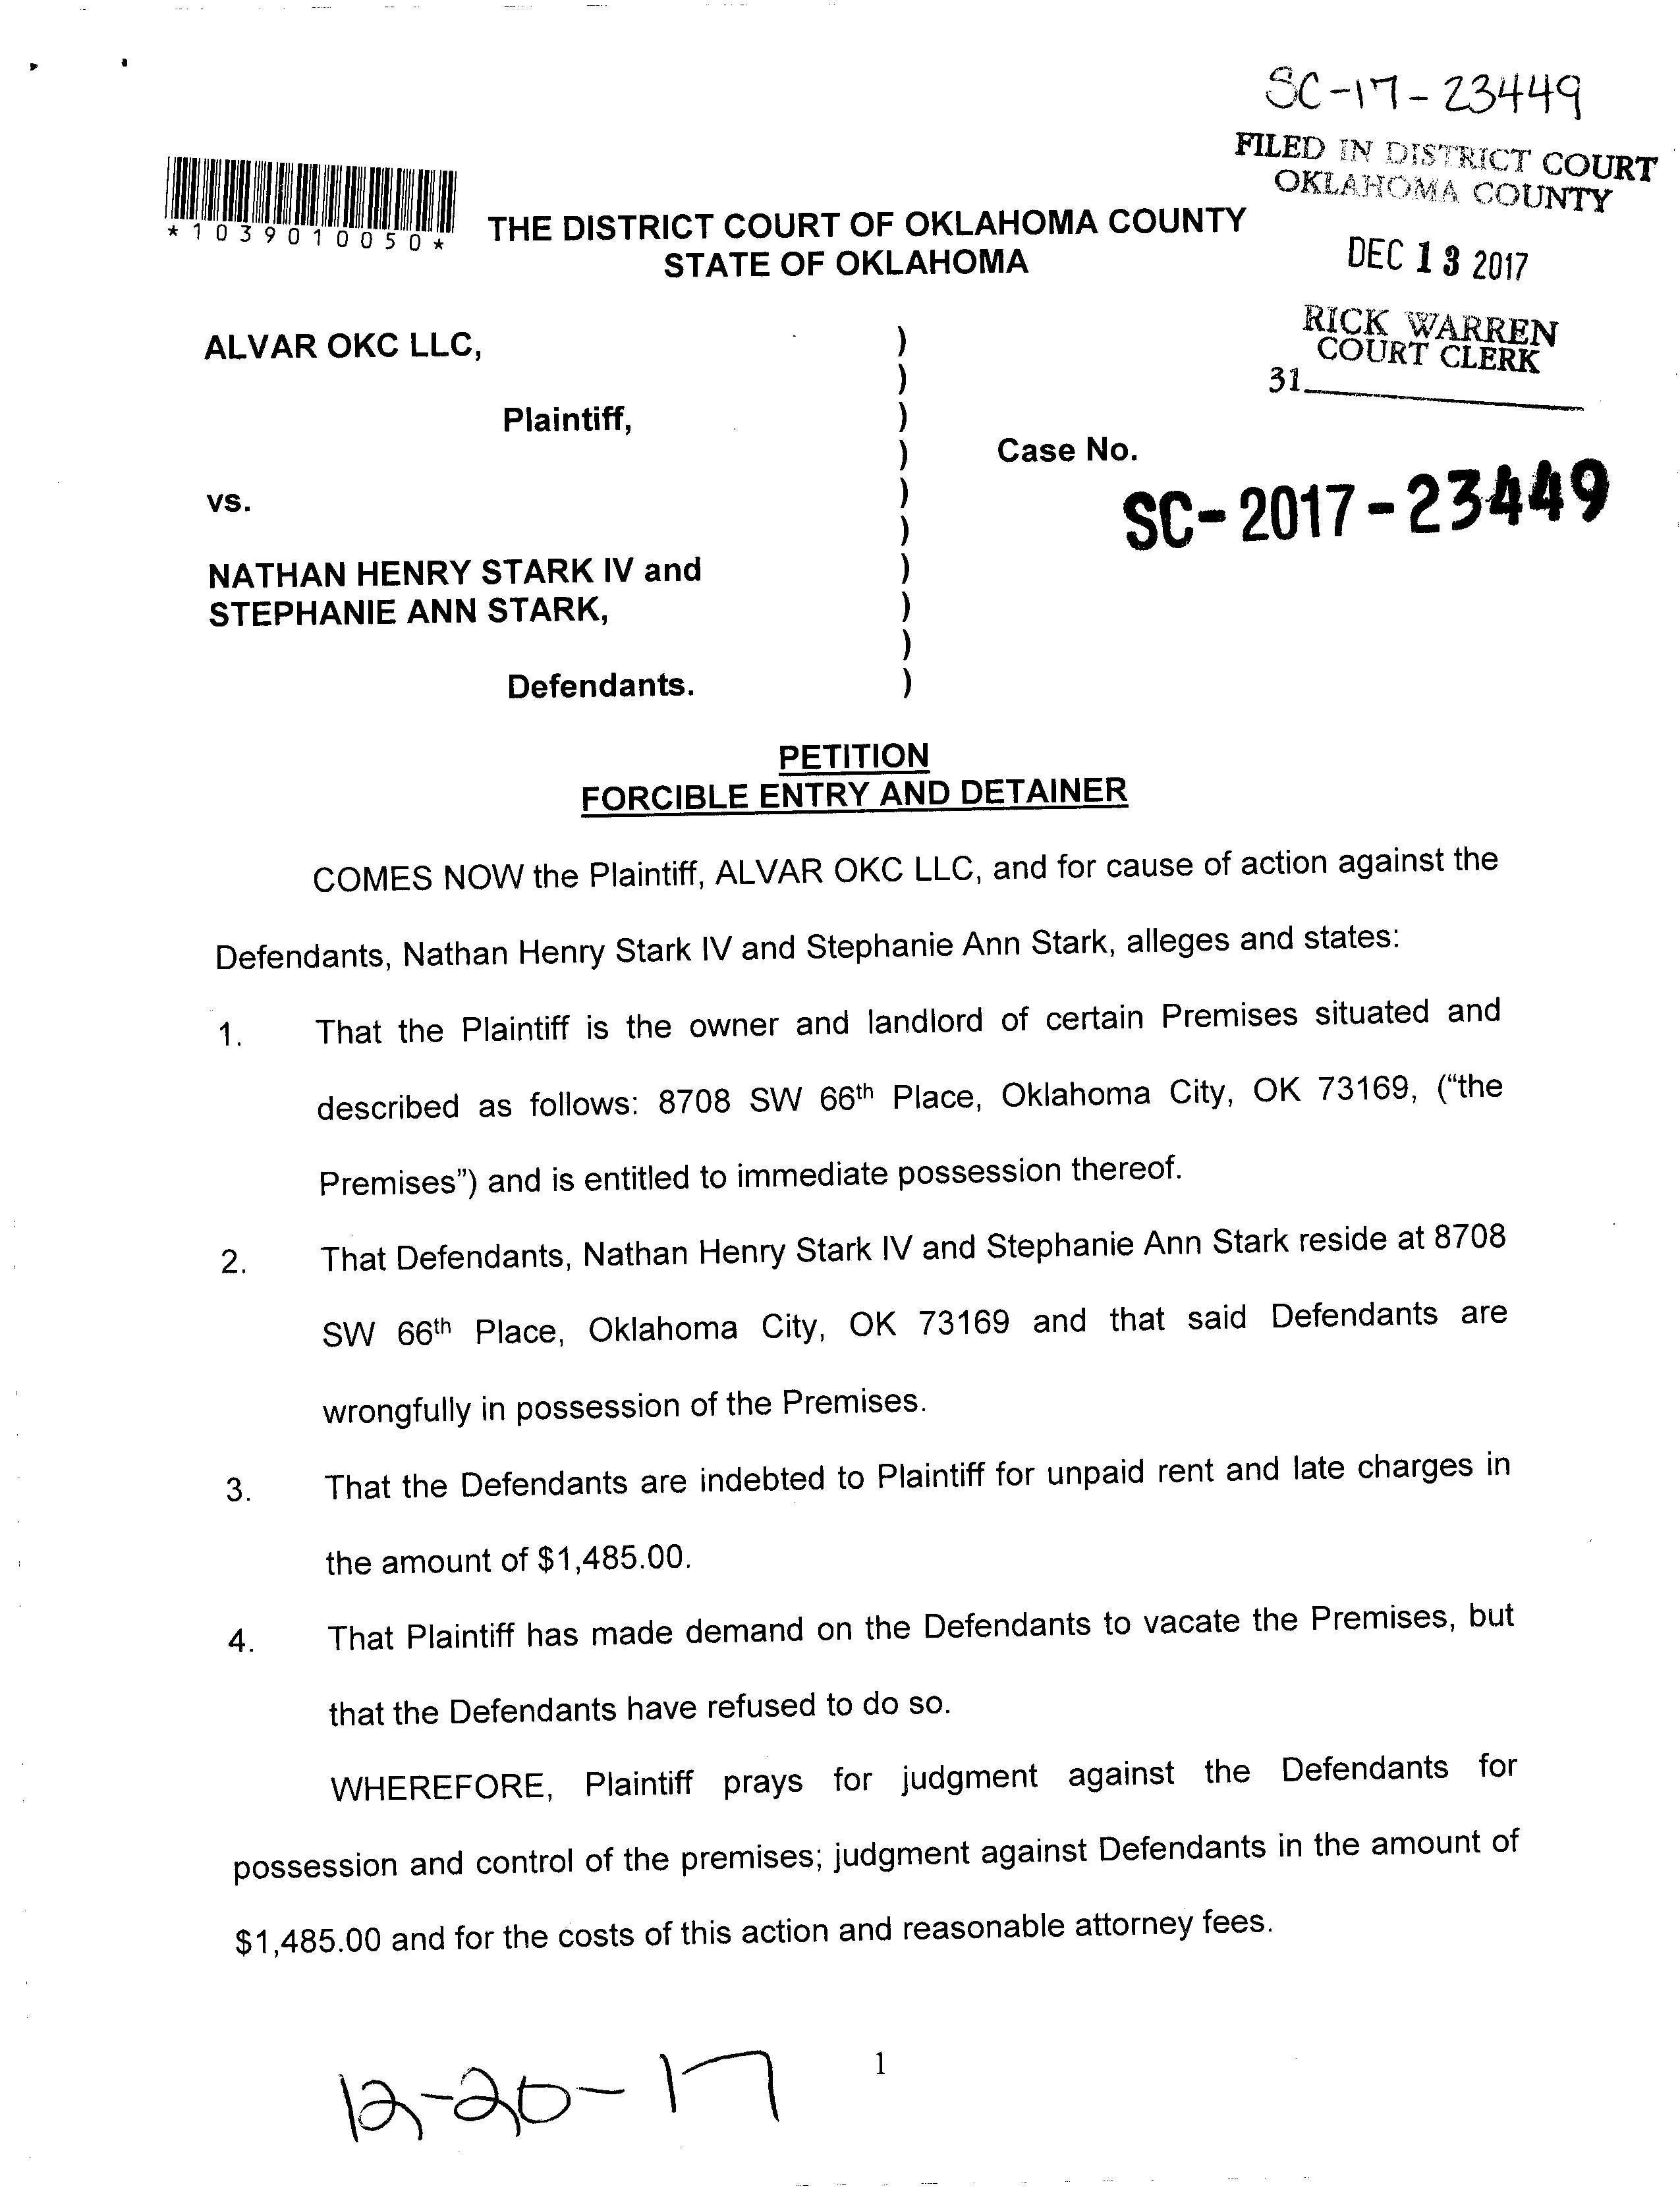 SC-17-23449
FILED IN DISTRICT COURT
OKLAHOMA COUNTY
*1039010050*
THE DISTRICT COURT OF OKLAHOMA COUNTY
STATE OF OKLAHOMA
DEC 13 2017
RICK WARREN
COURT CLERK
31
ALVAR OKC LLC, )
)
Plaintiff, )
) Case No.
vs. )
) SC-2017-23449
NATHAN HENRY STARK IV and )
STEPHANIE ANN STARK, )
)
Defendants. )
PETITION
FORCIBLE ENTRY AND DETAINER
COMES NOW the Plaintiff, ALVAR OKC LLC, and for cause of action against the
Defendants, Nathan Henry Stark IV and Stephanie Ann Stark, alleges and states:
1. That the Plaintiff is the owner and landlord of certain Premises situated and
described as follows: 8708 SW 66th Place, Oklahoma City, OK 73169, (“the
Premises”) and is entitled to immediate possession thereof.
2. That Defendants, Nathan Henry Stark IV and Stephanie Ann Stark reside at 8708
SW 66th Place, Oklahoma City, OK 73169 and that said Defendants are
wrongfully in possession of the Premises.
3. That the Defendants are indebted to Plaintiff for unpaid rent and late charges in
the amount of $1,485.00.
4. That Plaintiff has made demand on the Defendants to vacate the Premises, but
that the Defendants have refused to do so.
WHEREFORE, Plaintiff prays for judgment against the Defendants for
possession and control of the premises; judgment against Defendants in the amount of
$1,485.00 and for the costs of this action and reasonable attorney fees.
1
12-20-17